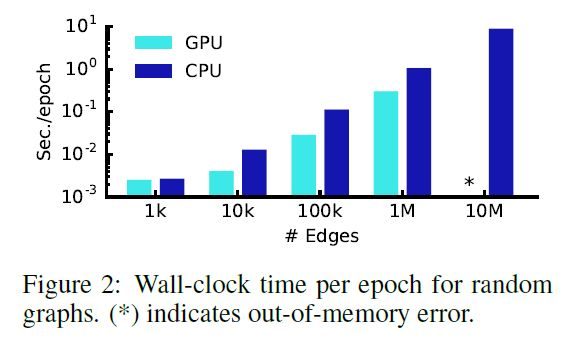 GPU
CPU
Sec./epoch
10^1
10^0
10^-1
10^-2
10^-3
*
1k 10k 100k 1M 10M
# Edges
Figure 2: Wall-clock time per epoch for random
graphs. (*) indicates out-of-memory error.